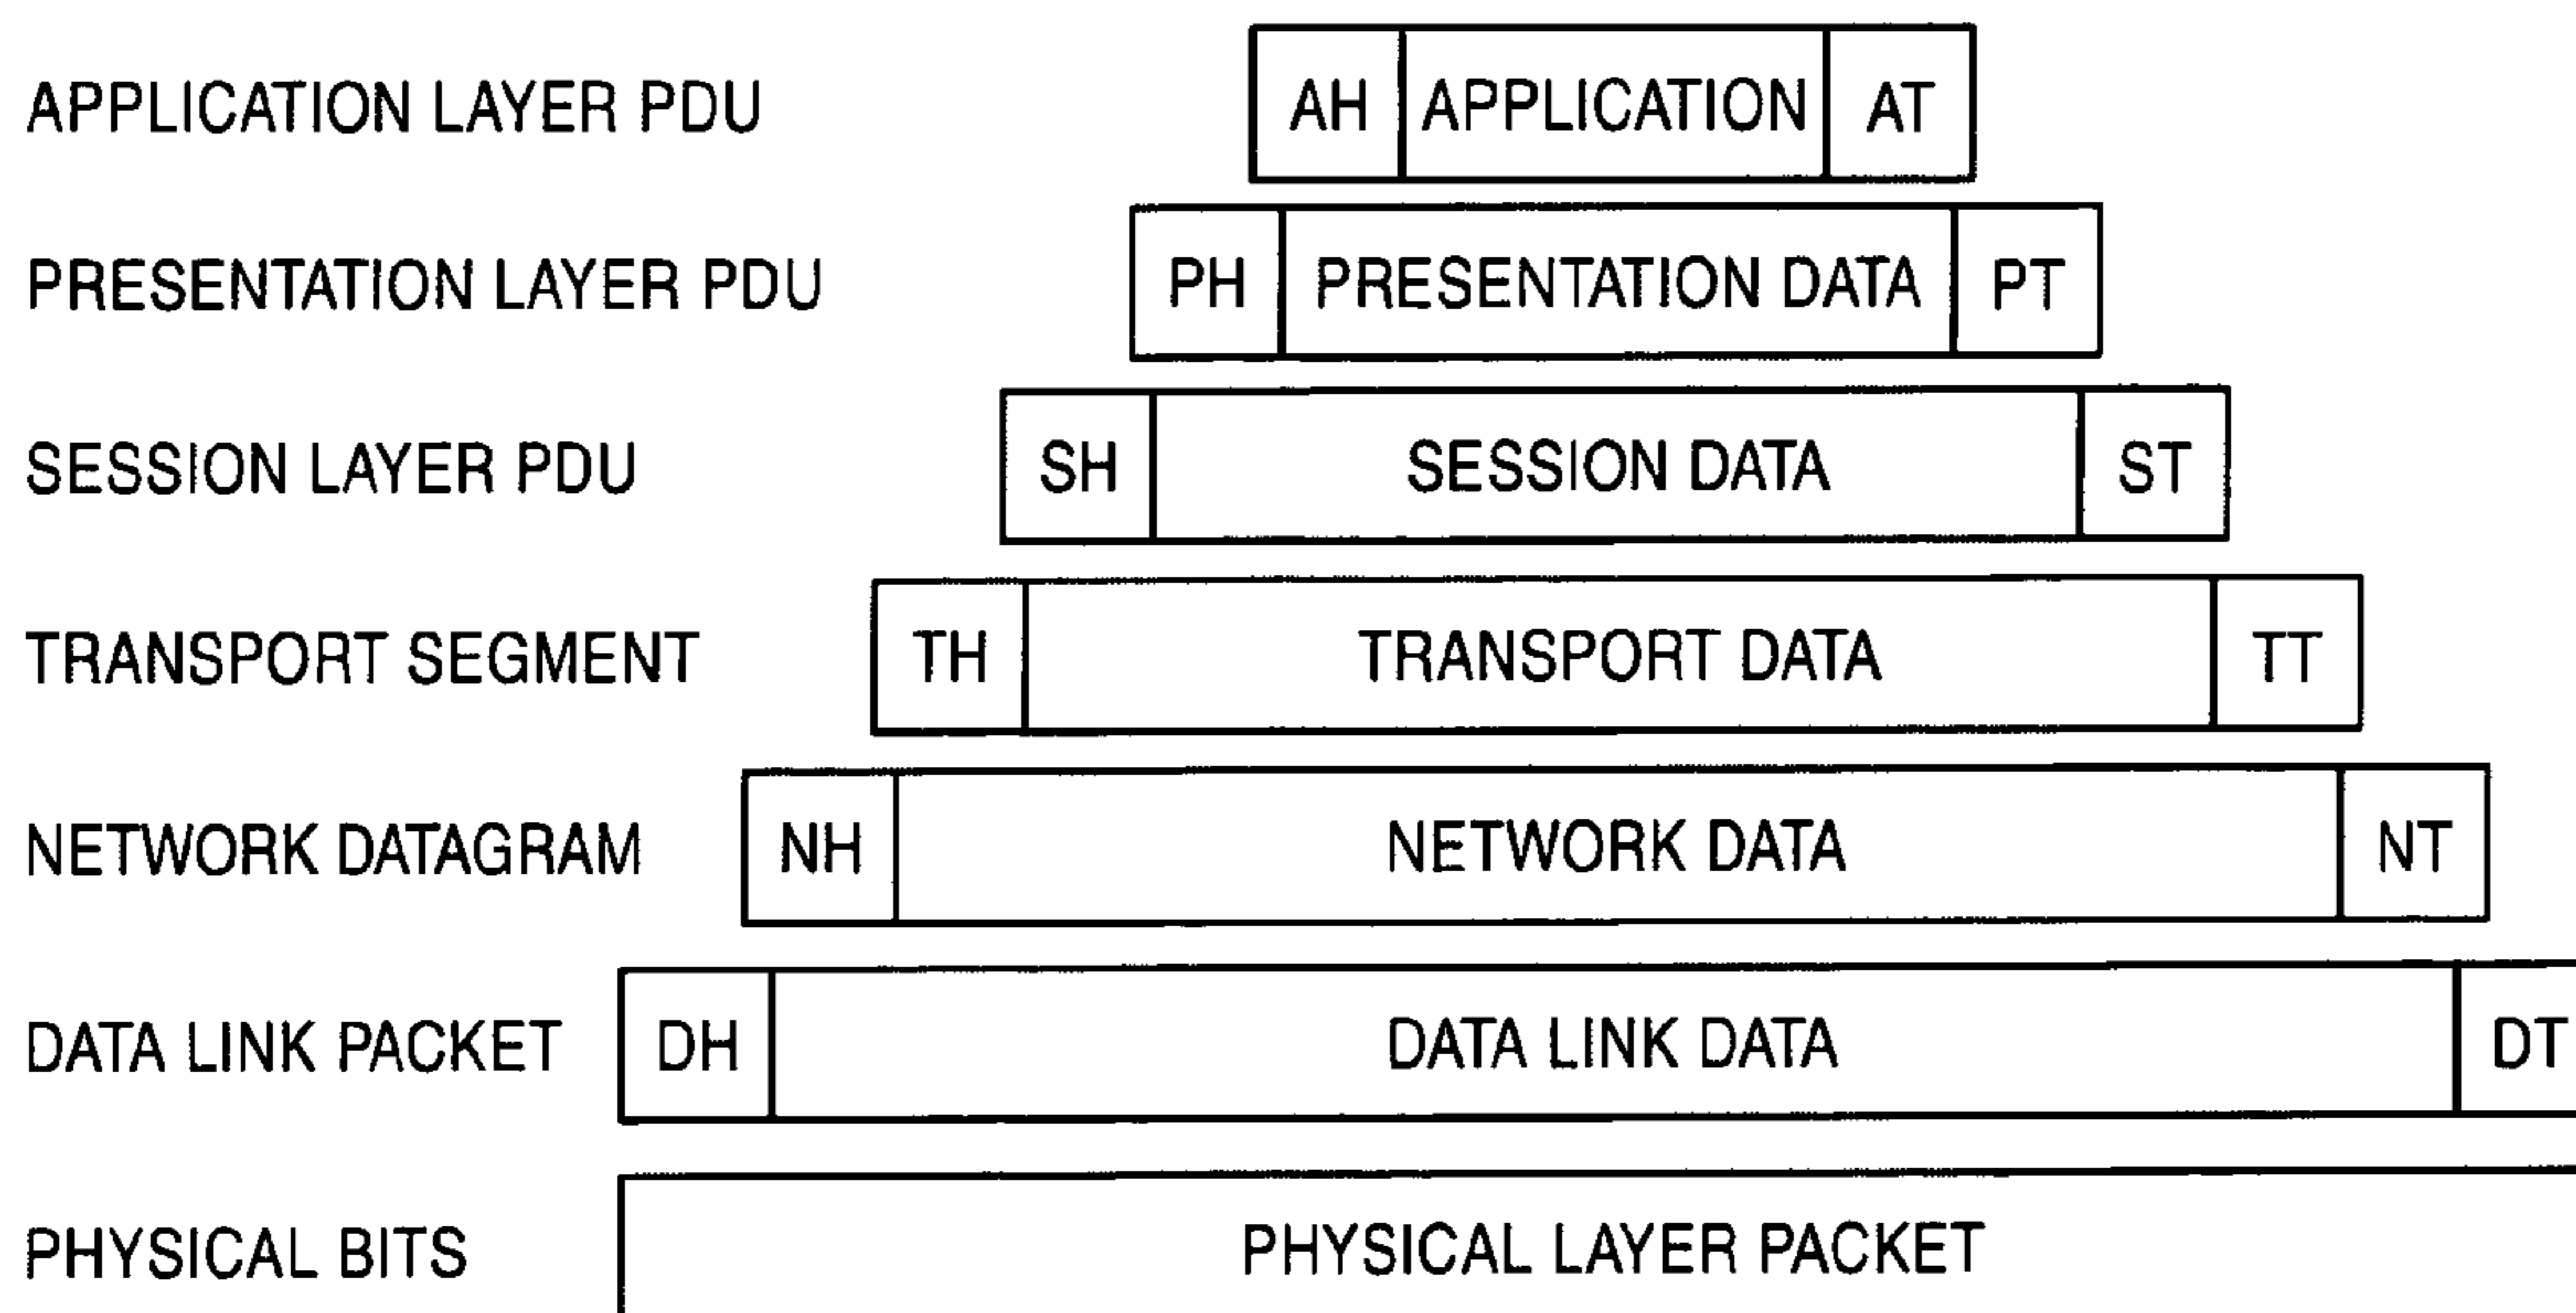 APPLICATION LAYER PDU AH APPLICATION AT
PRESENTATION LAYER PDU PH PRESENTATION DATA PT
SESSION LAYER PDU SH SESSION DATA ST
TRANSPORT SEGMENT TH TRANSPORT DATA TT
NETWORK DATAGRAM NH NETWORK DATA NT
DATA LINK PACKET DH DATA LINK DATA DT
PHYSICAL BITS PHYSICAL LAYER PACKET